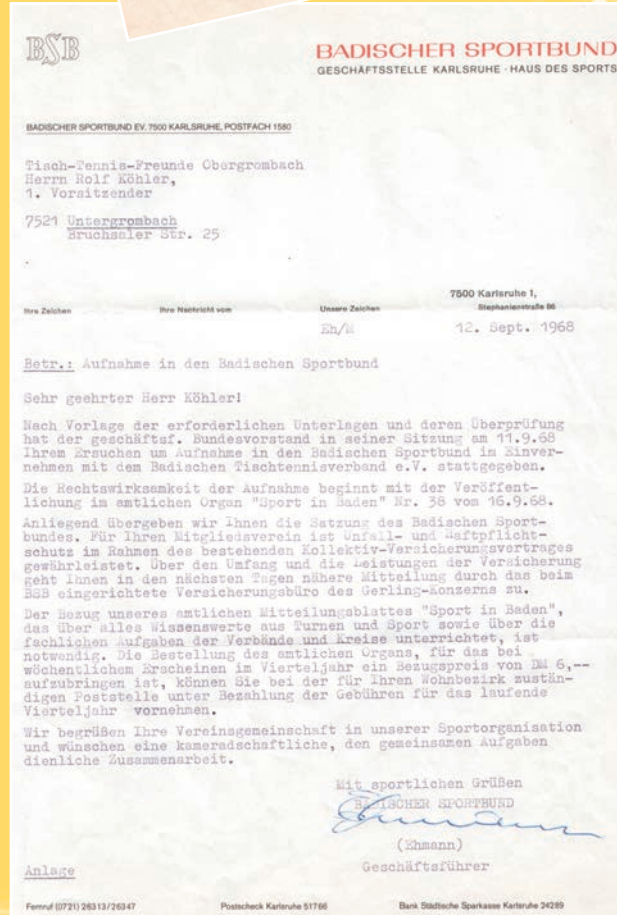 BSB
BADISCHER SPORTBUND
GESCHÄFTSSTELLE KARLSRUHE · HAUS DES SPORTS
BADISCHER SPORTBUND EV. 7500 KARLSRUHE, POSTFACH 1580
Tisch-Tennis-Freunde Obergrombach
Herrn Rolf Köhler,
1. Vorsitzender
7521 Untergrombach
Bruchsaler Str. 25
7500 Karlsruhe 1,
Ihre Zeichen Ihre Nachricht vom Unsere Zeichen Stephanienstraße 86
Eh/M 12. Sept. 1968
Betr.: Aufnahme in den Badischen Sportbund
Sehr geehrter Herr Köhler!
Nach Vorlage der erforderlichen Unterlagen und deren Überprüfung
hat der geschäftsf. Bundesvorstand in seiner Sitzung am 11.9.68
Ihrem Ersuchen um Aufnahme in den Badischen Sportbund im Einver-
nehmen mit dem Badischen Tischtennisverband e.V. stattgegeben.
Die Rechtswirksamkeit der Aufnahme beginnt mit der Veröffent-
lichung im amtlichen Organ "Sport in Baden" Nr. 38 vom 16.9.68.
Anliegend übergeben wir Ihnen die Satzung des Badischen Sport-
bundes. Für Ihren Mitgliedsverein ist Unfall- und Haftpflicht-
schutz im Rahmen des bestehenden Kollektiv-Versicherungsvertrages
gewährleistet. Über den Umfang und die Leistungen der Versicherung
geht Ihnen in den nächsten Tagen nähere Mitteilung durch das beim
BSB eingerichtete Versicherungsbüro des Gerling-Konzerns zu.
Der Bezug unseres amtlichen Mitteilungsblattes "Sport in Baden",
das über alles Wissenswerte aus Turnen und Sport sowie über die
fachlichen Aufgaben der Verbände und Kreise unterrichtet, ist
notwendig. Die Bestellung des amtlichen Organs, für das bei
wöchentlichem Erscheinen im Vierteljahr ein Bezugspreis von DM 6,--
aufzubringen ist, können Sie bei der für Ihren Wohnbezirk zustän-
digen Poststelle unter Bezahlung der Gebühren für das laufende
Vierteljahr vornehmen.
Wir begrüßen Ihre Vereinsgemeinschaft in unserer Sportorganisation
und wünschen eine kameradschaftliche, den gemeinsamen Aufgaben
dienliche Zusammenarbeit.
Mit sportlichen Grüßen
BADISCHER SPORTBUND
Ehmann
(Ehmann)
Anlage Geschäftsführer
Fernruf (0721) 26313/26347 Postscheck Karlsruhe 51766 Bank Städtische Sparkasse Karlsruhe 24289